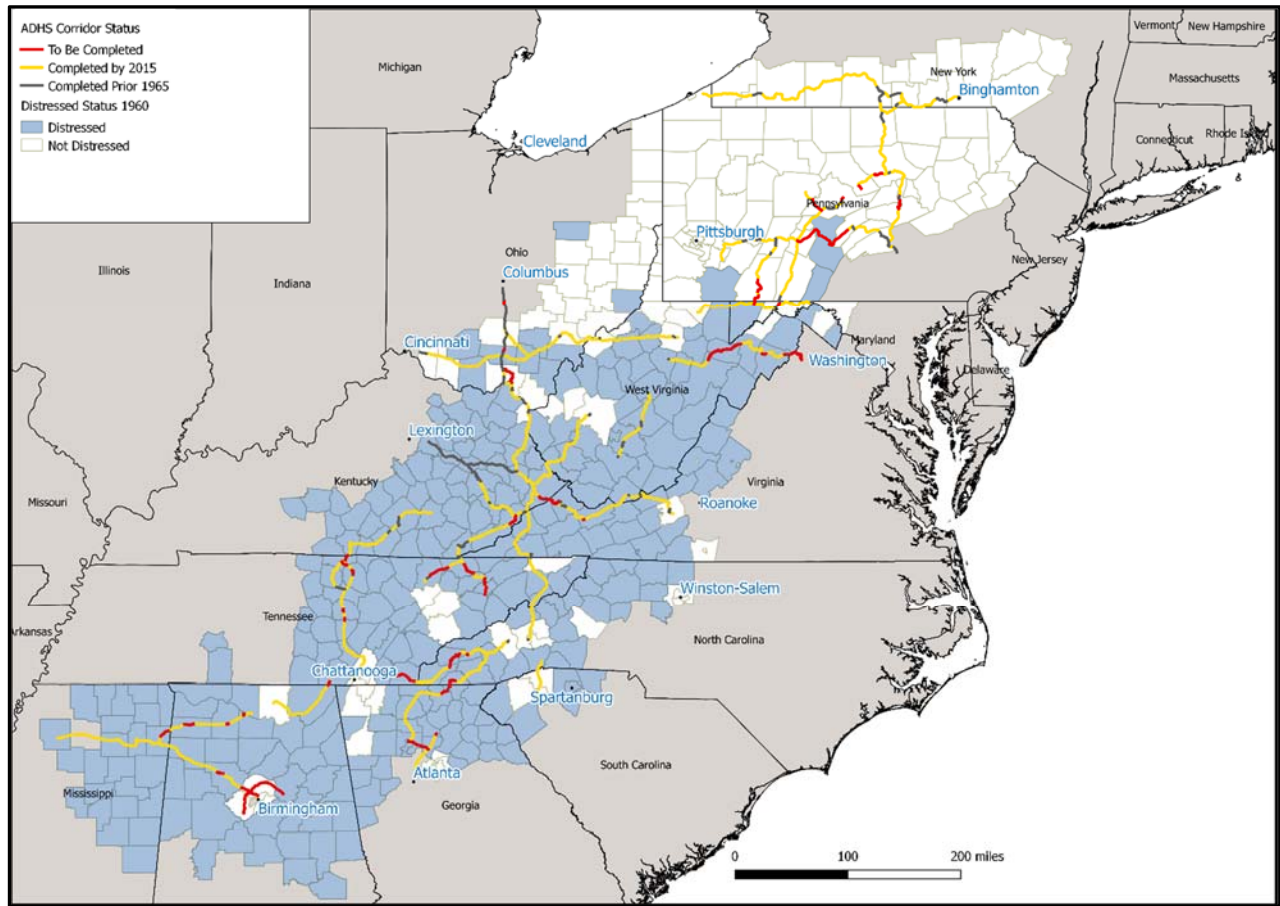 ADHS Corridor Status
To Be Completed
Completed by 2015
Completed Prior 1965
Distressed Status 1960
Distressed
Not Distressed
Michigan
Vermont
New Hampshire
New York
Massachusetts
Binghamton
Cleveland
Connecticut
Rhode Isl
Pennsylvania
Pittsburgh
Ohio
Columbus
New Jersey
Illinois
Indiana
Cincinnati
Maryland
Washington
Delaware
West Virginia
Lexington
Kentucky
Virginia
Roanoke
Missouri
Winston-Salem
Tennessee
North Carolina
Arkansas
Chattanooga
Spartanburg
South Carolina
Atlanta
Mississippi
Birmingham
Georgia
0 100 200 miles